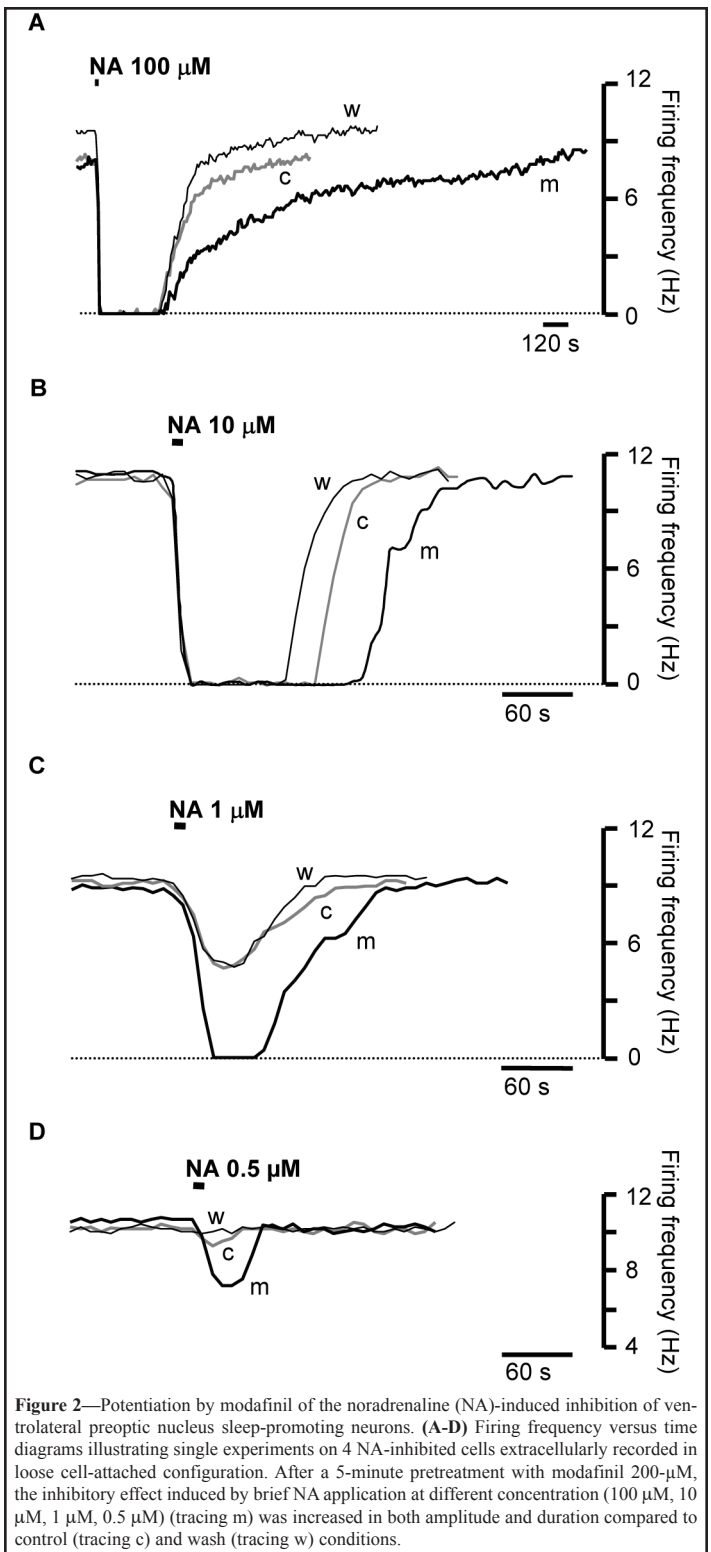 A
NA 100 µM
12
w
c
6
m
Firing frequency (Hz)
0
120 s
B
NA 10 µM
12
w
c
6
m
Firing frequency (Hz)
0
60 s
C
NA 1 µM
12
w
c
6
m
Firing frequency (Hz)
0
60 s
D
NA 0.5 µM
12
w
c
8
m
Firing frequency (Hz)
4
60 s
Figure 2—Potentiation by modafinil of the noradrenaline (NA)-induced inhibition of ven-
trolateral preoptic nucleus sleep-promoting neurons. (A-D) Firing frequency versus time
diagrams illustrating single experiments on 4 NA-inhibited cells extracellularly recorded in
loose cell-attached configuration. After a 5-minute pretreatment with modafinil 200-µM,
the inhibitory effect induced by brief NA application at different concentration (100 µM, 10
µM, 1 µM, 0.5 µM) (tracing m) was increased in both amplitude and duration compared to
control (tracing c) and wash (tracing w) conditions.